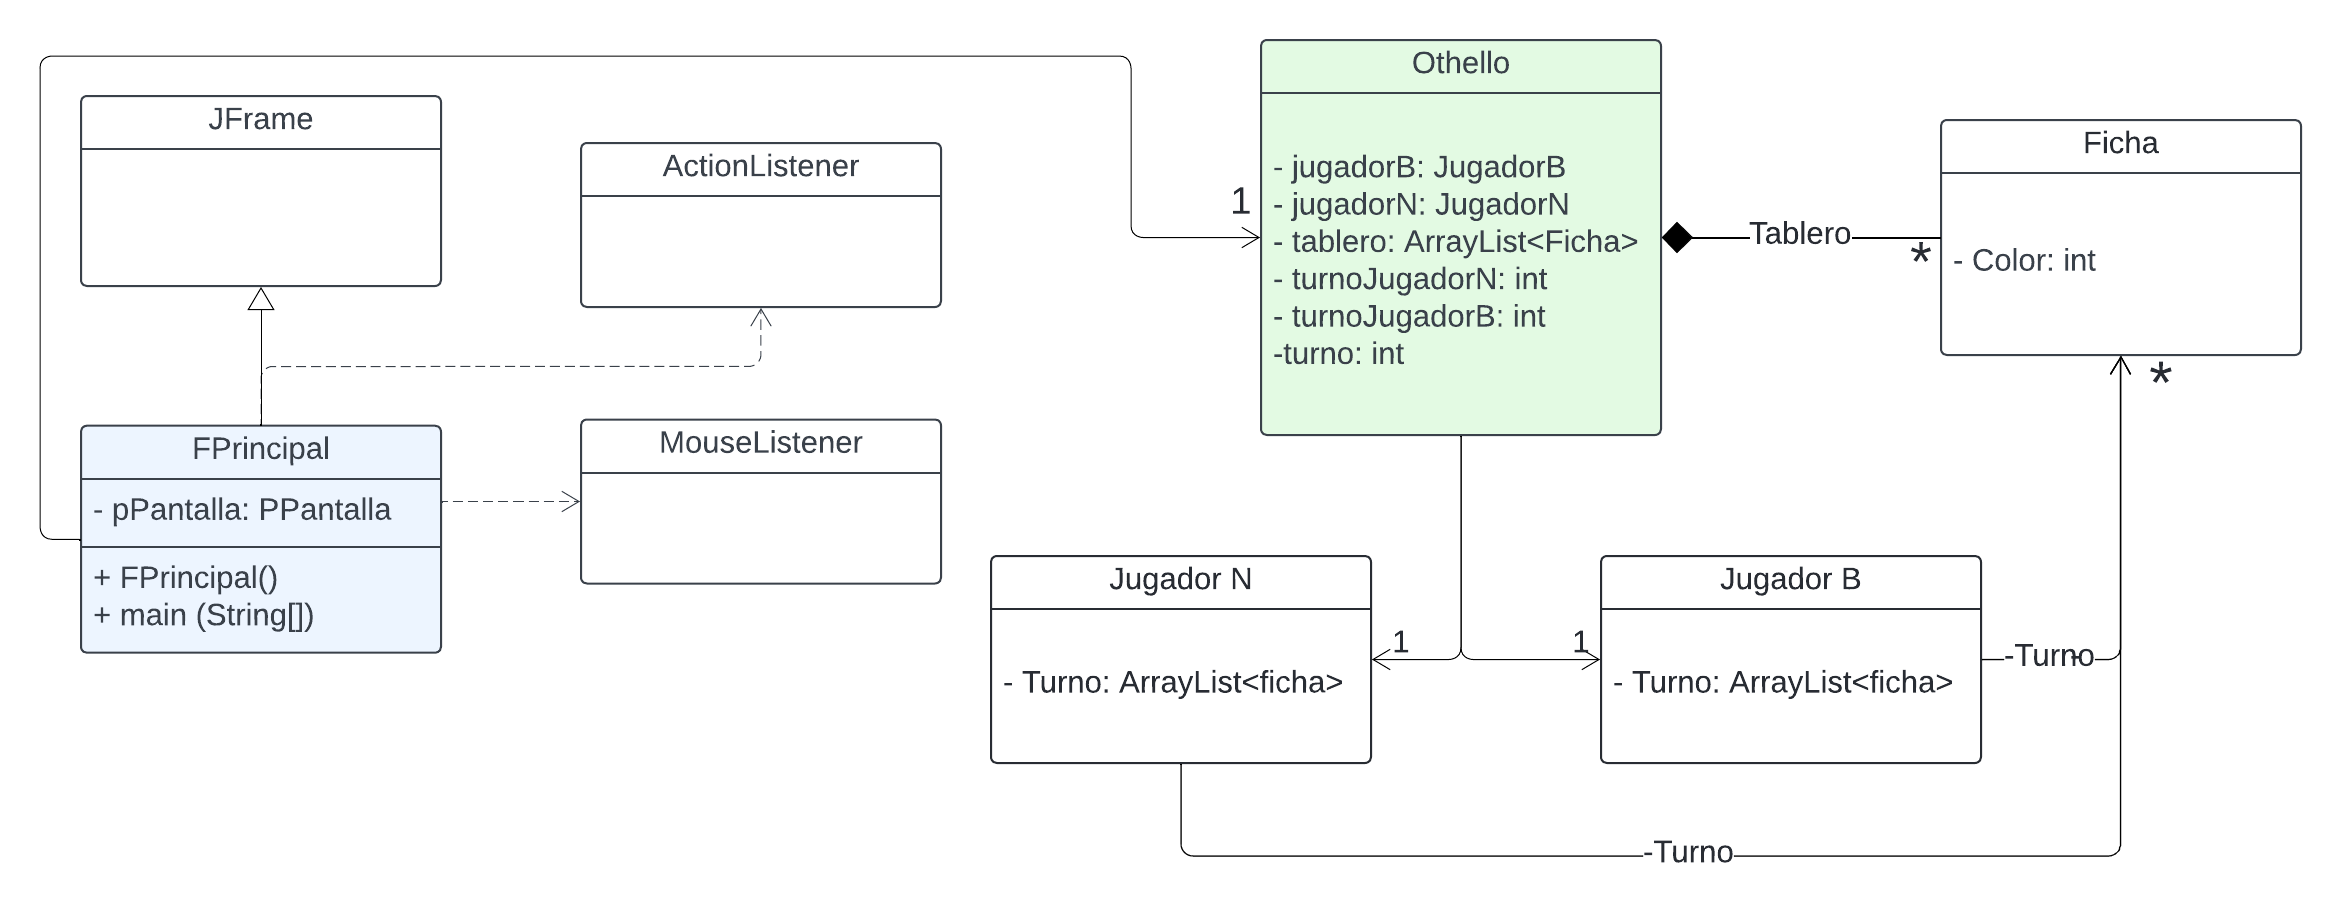 JFrame
ActionListener
FPrincipal
- pPantalla: PPantalla
+ FPrincipal()
+ main (String[])
MouseListener
1
Othello
- jugadorB: JugadorB
- jugadorN: JugadorN
- tablero: ArrayList<Ficha>
- turnoJugadorN: int
- turnoJugadorB: int
-turno: int
Tablero
*
Ficha
- Color: int
*
Jugador N
- Turno: ArrayList<ficha>
1
1
Jugador B
- Turno: ArrayList<ficha>
-Turno
-Turno